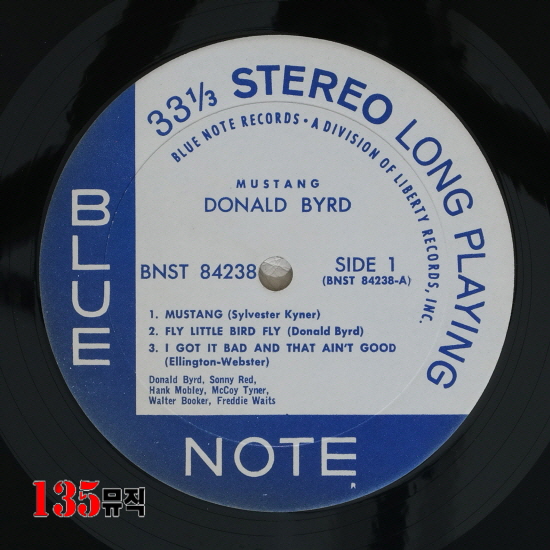 33⅓ STEREO LONG PLAYING
BLUE NOTE RECORDS • A DIVISION OF LIBERTY RECORDS, INC.
MUSTANG
DONALD BYRD
BNST 84238
SIDE 1
(BNST 84238-A)
1. MUSTANG (Sylvester Kyner)
2. FLY LITTLE BIRD FLY (Donald Byrd)
3. I GOT IT BAD AND THAT AIN'T GOOD
(Ellington-Webster)
Donald Byrd, Sonny Red,
Hank Mobley, McCoy Tyner,
Walter Booker, Freddie Waits
BLUE
NOTE
135뮤직